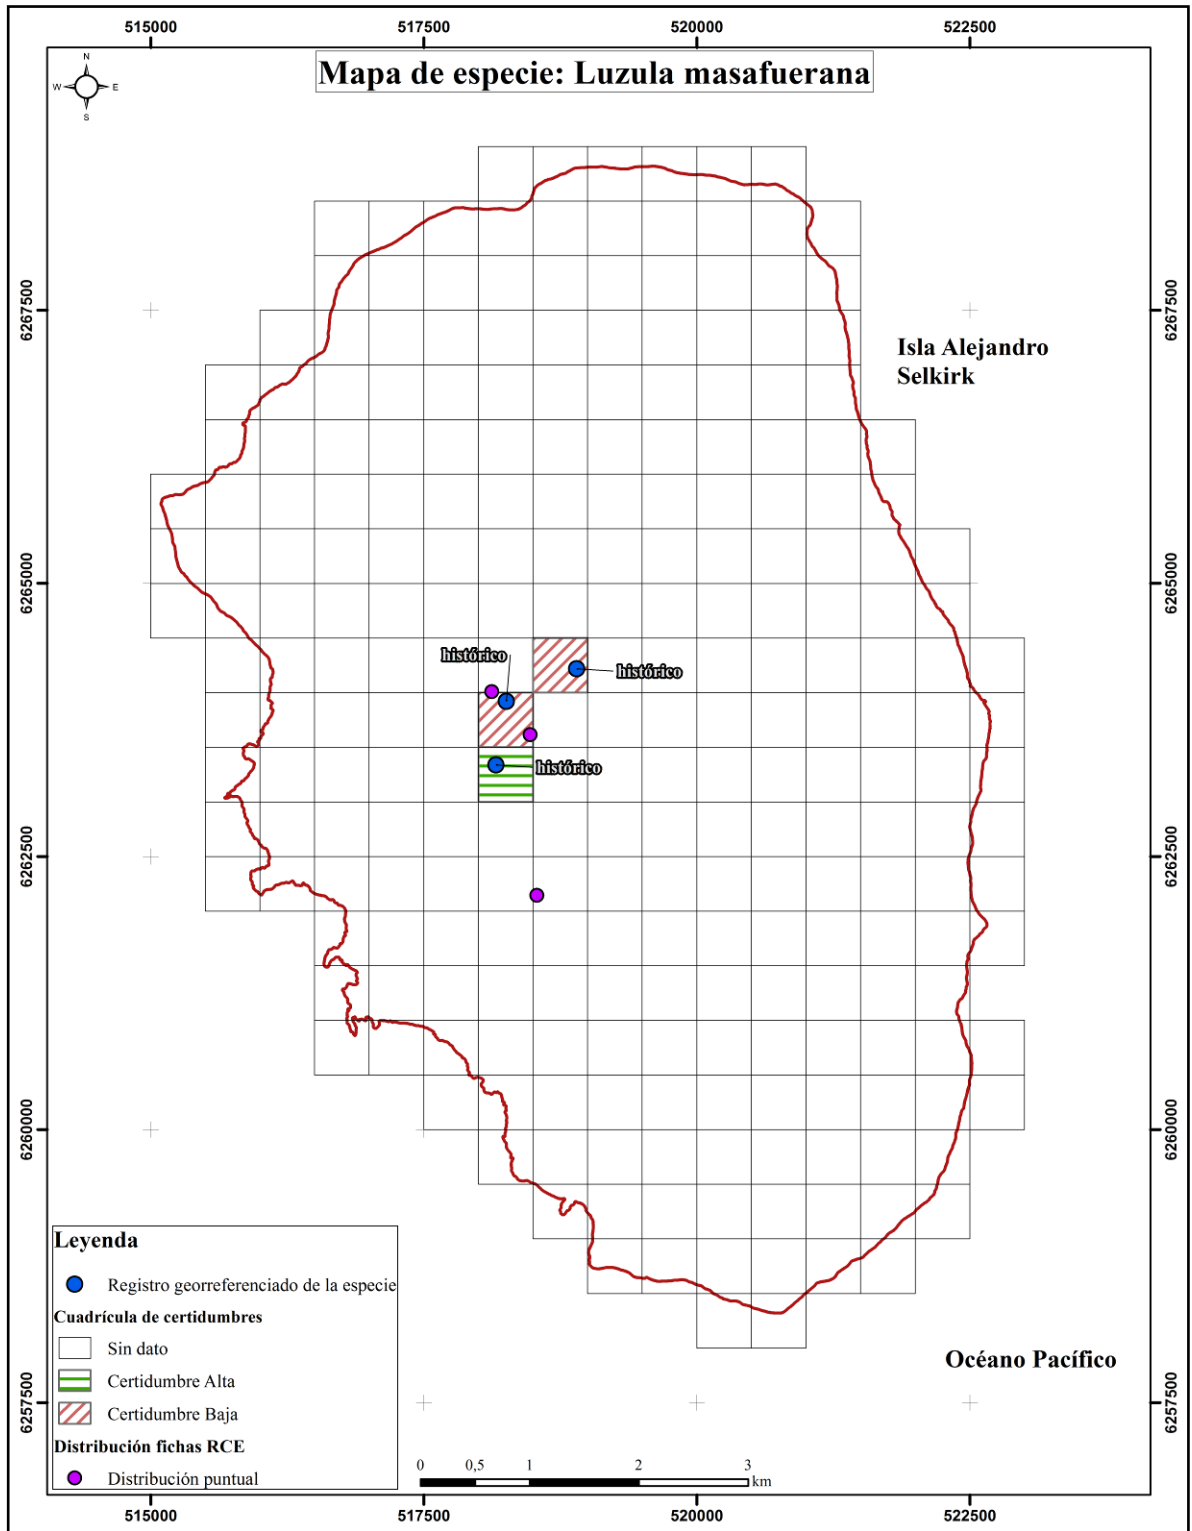 515000
517500
520000
522500
Mapa de especie: Luzula masafuerana
N
W
E
S
6267500
6267500
Isla Alejandro
Selkirk
6265000
6265000
histórico
histórico
histórico
6262500
6262500
6260000
6260000
Leyenda
Registro georreferenciado de la especie
Cuadrícula de certidumbres
Sin dato
Certidumbre Alta
Certidumbre Baja
Distribución fichas RCE
Distribución puntual
Océano Pacífico
6257500
6257500
0 0,5 1 2 3
km
515000
517500
520000
522500